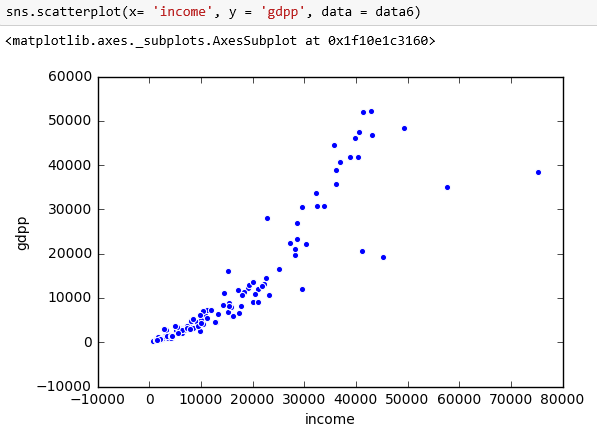 sns.scatterplot(x= 'income', y = 'gdpp', data = data6)
<matplotlib.axes._subplots.AxesSubplot at 0x1f10e1c3160>
60000
50000
40000
30000
20000
10000
0
−10000
gdpp
−10000 0 10000 20000 30000 40000 50000 60000 70000 80000
income